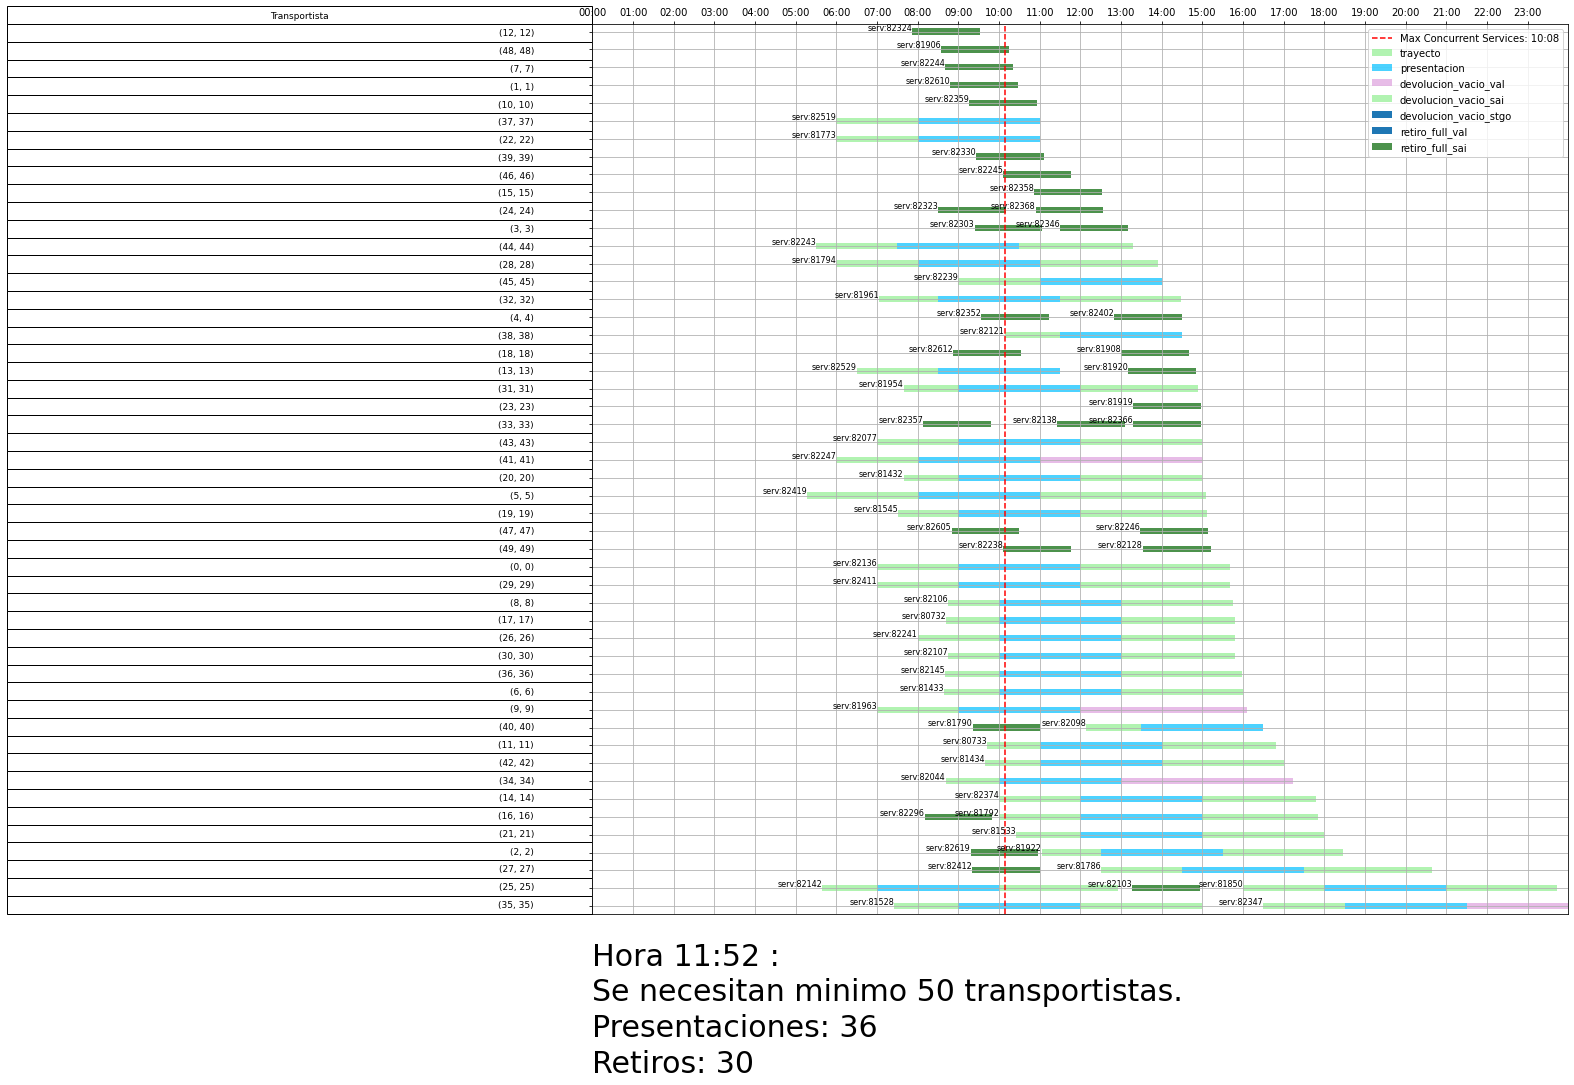 Transportista
00:00 01:00 02:00 03:00 04:00 05:00 06:00 07:00 08:00 09:00 10:00 11:00 12:00 13:00 14:00 15:00 16:00 17:00 18:00 19:00 20:00 21:00 22:00 23:00
Max Concurrent Services: 10:08
trayecto
presentacion
devolucion_vacio_val
devolucion_vacio_sai
devolucion_vacio_stgo
retiro_full_val
retiro_full_sai
(12, 12) serv:82324
(48, 48) serv:81906
(7, 7) serv:82244
(1, 1) serv:82610
(10, 10) serv:82359
(37, 37) serv:82519
(22, 22) serv:81773
(39, 39) serv:82330
(46, 46) serv:82245
(15, 15) serv:82358
(24, 24) serv:82323 serv:82368
(3, 3) serv:82303 serv:82346
(44, 44) serv:82243
(28, 28) serv:81794
(45, 45) serv:82239
(32, 32) serv:81961
(4, 4) serv:82352 serv:82402
(38, 38) serv:82121
(18, 18) serv:82612 serv:81908
(13, 13) serv:82529 serv:81920
(31, 31) serv:81954
(23, 23) serv:81919
(33, 33) serv:82357 serv:82138 serv:82366
(43, 43) serv:82077
(41, 41) serv:82247
(20, 20) serv:81432
(5, 5) serv:82419
(19, 19) serv:81545
(47, 47) serv:82605 serv:82246
(49, 49) serv:82238 serv:82128
(0, 0) serv:82136
(29, 29) serv:82411
(8, 8) serv:82106
(17, 17) serv:80732
(26, 26) serv:82241
(30, 30) serv:82107
(36, 36) serv:82145
(6, 6) serv:81433
(9, 9) serv:81963
(40, 40) serv:81790 serv:82098
(11, 11) serv:80733
(42, 42) serv:81434
(34, 34) serv:82044
(14, 14) serv:82374
(16, 16) serv:82296 serv:81792
(21, 21) serv:81533
(2, 2) serv:82619 serv:81922
(27, 27) serv:82412 serv:81786
(25, 25) serv:82142 serv:82103 serv:81850
(35, 35) serv:81528 serv:82347
Hora 11:52 :
Se necesitan minimo 50 transportistas.
Presentaciones: 36
Retiros: 30